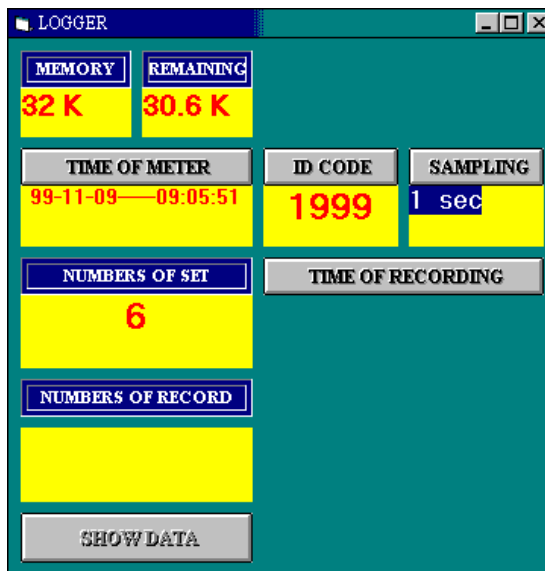 LOGGER
MEMORY REMAINING
32 K 30.6 K
TIME OF METER ID CODE SAMPLING
99-11-09——09:05:51 1999 1 sec
NUMBERS OF SET TIME OF RECORDING
6
NUMBERS OF RECORD
SHOW DATA